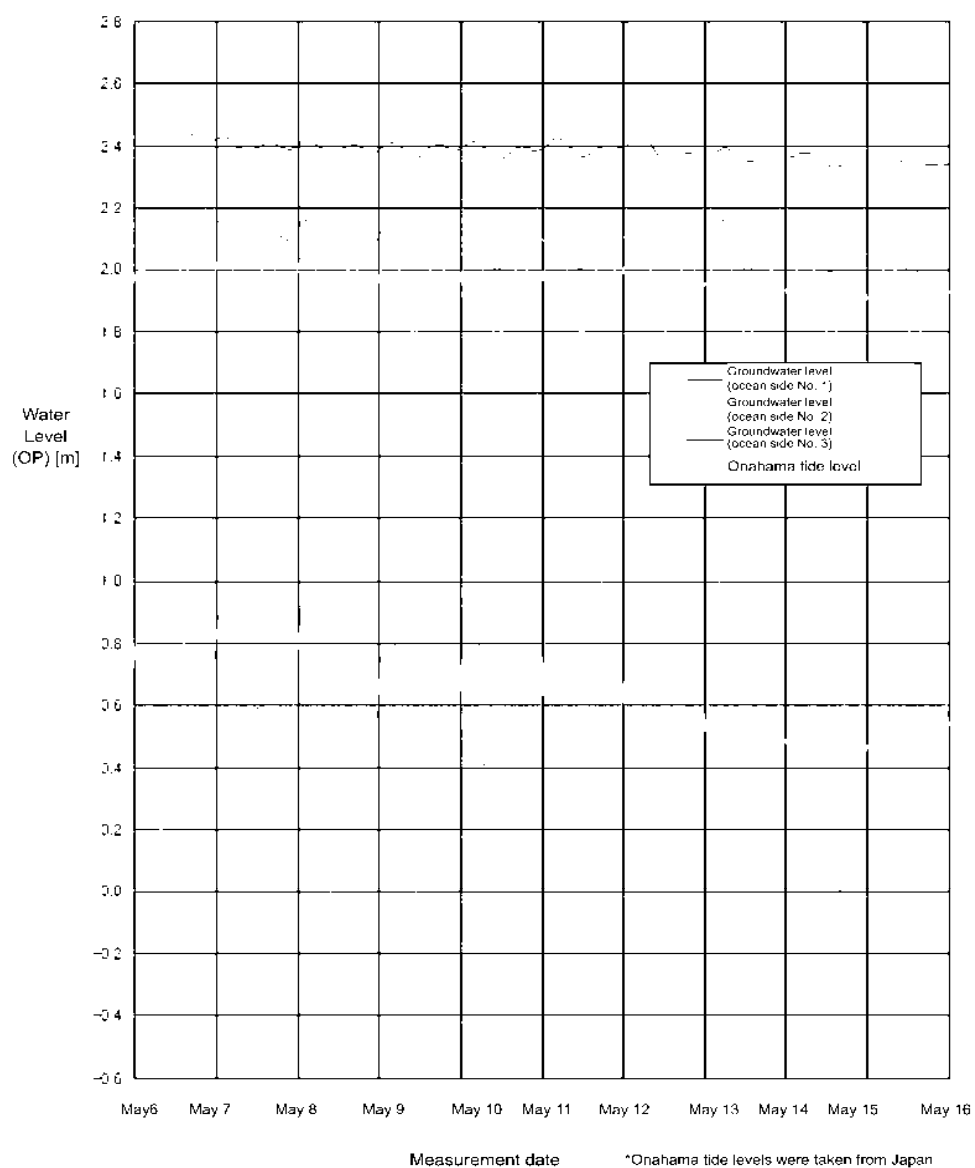 2.8
2.6
2.4
2.2
2.0
1.8
1.6
1.4
1.2
1.0
0.8
0.6
0.4
0.2
0.0
-0.2
-0.4
-0.6
Water
Level
(OP) [m]
Groundwater level
(ocean side No. 1)
Groundwater level
(ocean side No. 2)
Groundwater level
(ocean side No. 3)
Onahama tide level
May6 May 7 May 8 May 9 May 10 May 11 May 12 May 13 May 14 May 15 May 16
Measurement date
*Onahama tide levels were taken from Japan